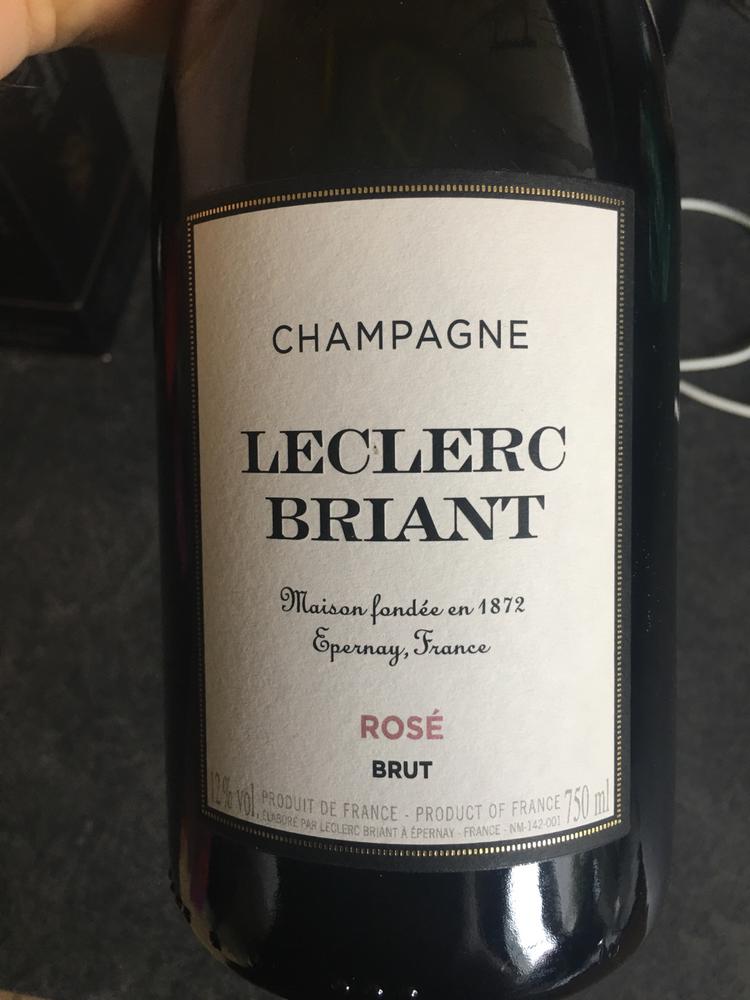 CHAMPAGNE
LECLERC
BRIANT
Maison fondée en 1872
Epernay, France
ROSÉ
BRUT
12% vol. PRODUIT DE FRANCE - PRODUCT OF FRANCE 750 ml
ÉLABORÉ PAR LECLERC BRIANT À ÉPERNAY - FRANCE - NM-142-001